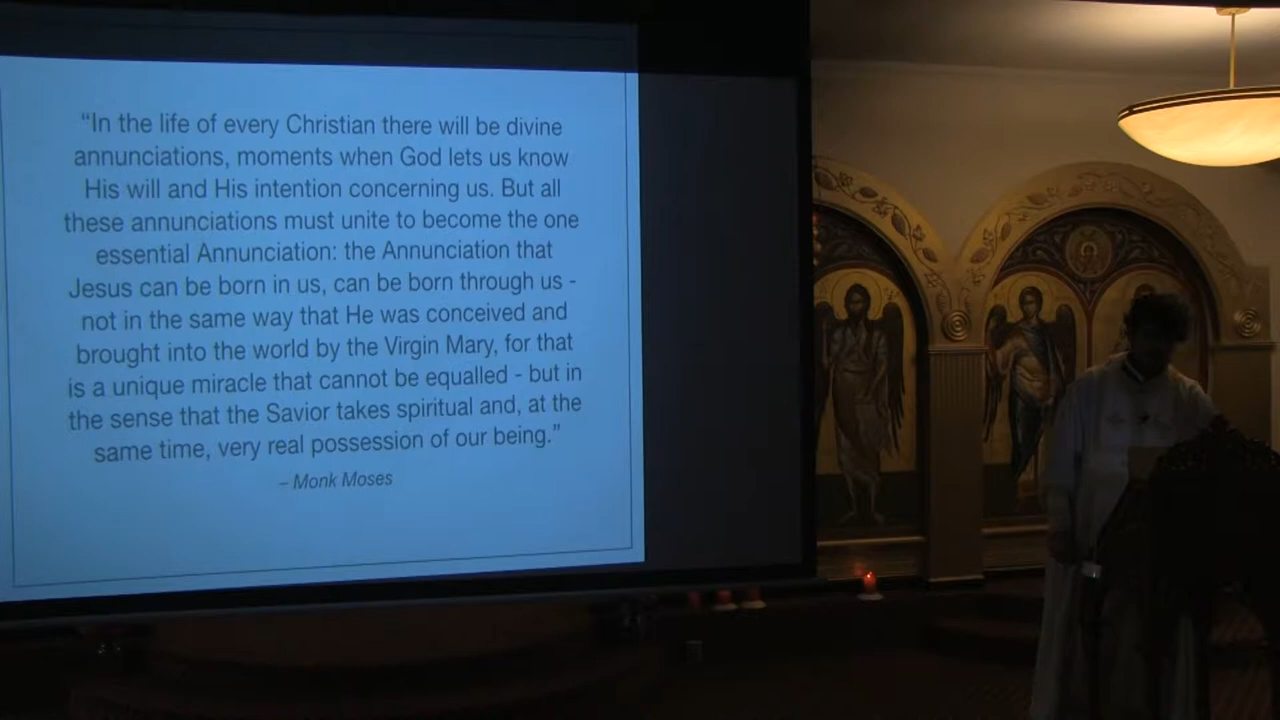 “In the life of every Christian there will be divine
annunciations, moments when God lets us know
His will and His intention concerning us. But all
these annunciations must unite to become the one
essential Annunciation: the Annunciation that
Jesus can be born in us, can be born through us -
not in the same way that He was conceived and
brought into the world by the Virgin Mary, for that
is a unique miracle that cannot be equalled - but in
the sense that the Savior takes spiritual and, at the
same time, very real possession of our being.”
– Monk Moses